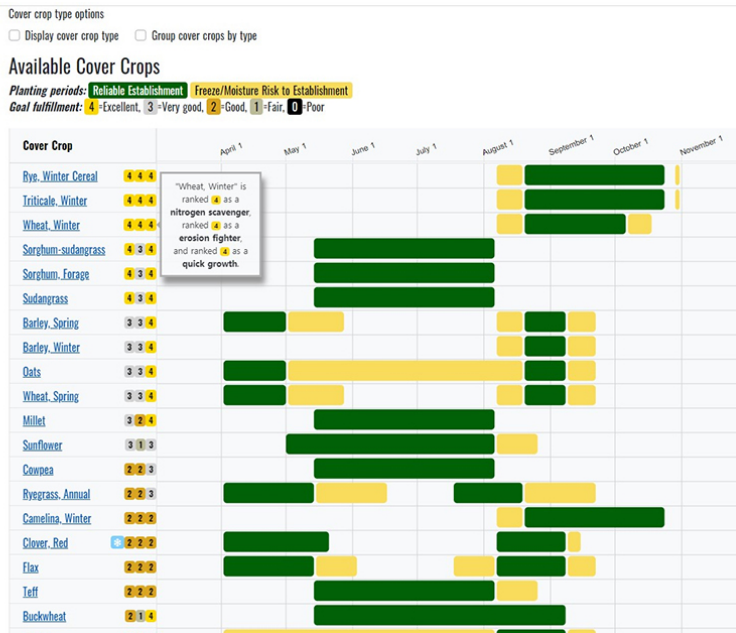 Cover crop type options
Display cover crop type Group cover crops by type
Available Cover Crops
Planting periods: Reliable Establishment Freeze/Moisture Risk to Establishment
Goal fulfillment: 4=Excellent, 3=Very good, 2=Good, 1=Fair, 0=Poor
Cover Crop April 1 May 1 June 1 July 1 August 1 September 1 October 1 November 1
Rye, Winter Cereal 4 4 4
Triticale, Winter 4 4 4
Wheat, Winter 4 4 4
"Wheat, Winter" is
ranked 4 as a
nitrogen scavenger,
ranked 4 as a
erosion fighter,
and ranked 4 as a
quick growth.
Sorghum-sudangrass 4 3 4
Sorghum, Forage 4 3 4
Sudangrass 4 3 4
Barley, Spring 3 3 4
Barley, Winter 3 3 4
Oats 3 3 4
Wheat, Spring 3 3 4
Millet 3 2 4
Sunflower 3 1 3
Cowpea 2 2 3
Ryegrass, Annual 2 2 3
Camelina, Winter 2 2 2
Clover, Red 2 2 2
Flax 2 2 2
Teff 2 2 2
Buckwheat 2 1 4